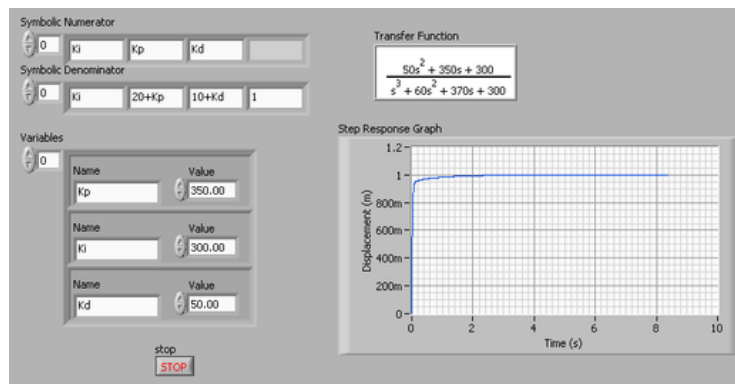 Symbolic Numerator
0 Ki Kp Kd
Symbolic Denominator
0 Ki 20+Kp 10+Kd 1
Transfer Function
50s² + 350s + 300
s³ + 60s² + 370s + 300
Variables
0
Name Value
Kp 350.00
Name Value
Ki 300.00
Name Value
Kd 50.00
stop
STOP
Step Response Graph
1.2
1
800m
600m
400m
200m
0
Displacement (m)
0 2 4 6 8 10
Time (s)